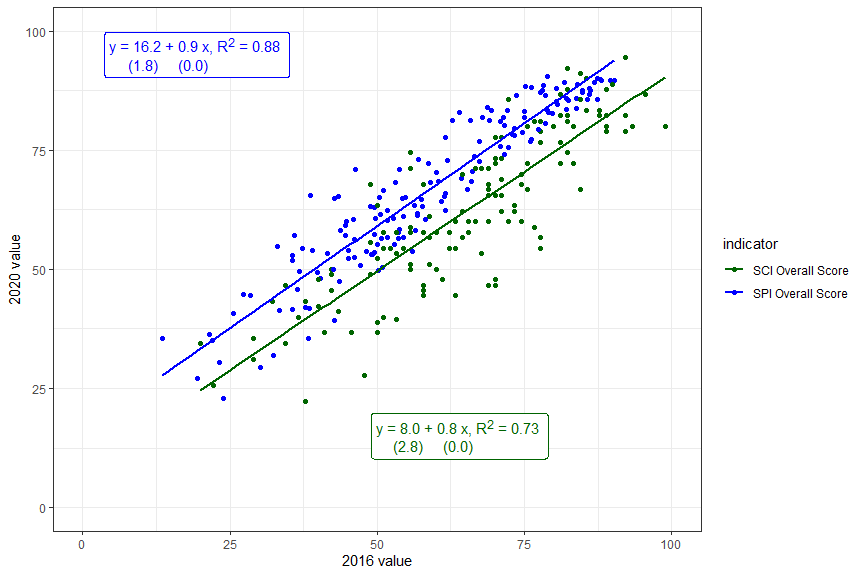 100
75
50
25
0
2020 value
y = 16.2 + 0.9 x, R² = 0.88
(1.8) (0.0)
y = 8.0 + 0.8 x, R² = 0.73
(2.8) (0.0)
0 25 50 75 100
2016 value
indicator
SCI Overall Score
SPI Overall Score